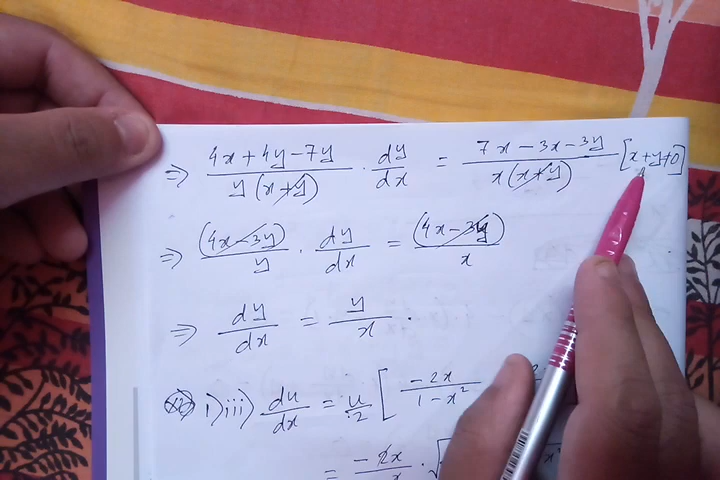 ⇒ (4x + 4y - 7y) / (y(x+y)) · dy/dx = (7x - 3x - 3y) / (x(x+y)) [x+y≠0]
⇒ (4x - 3y) / y · dy/dx = (4x - 3y) / x
⇒ dy/dx = y/x .
i) iii) du/dx = u/2 [ -2x / (1 - x²)
= -2x